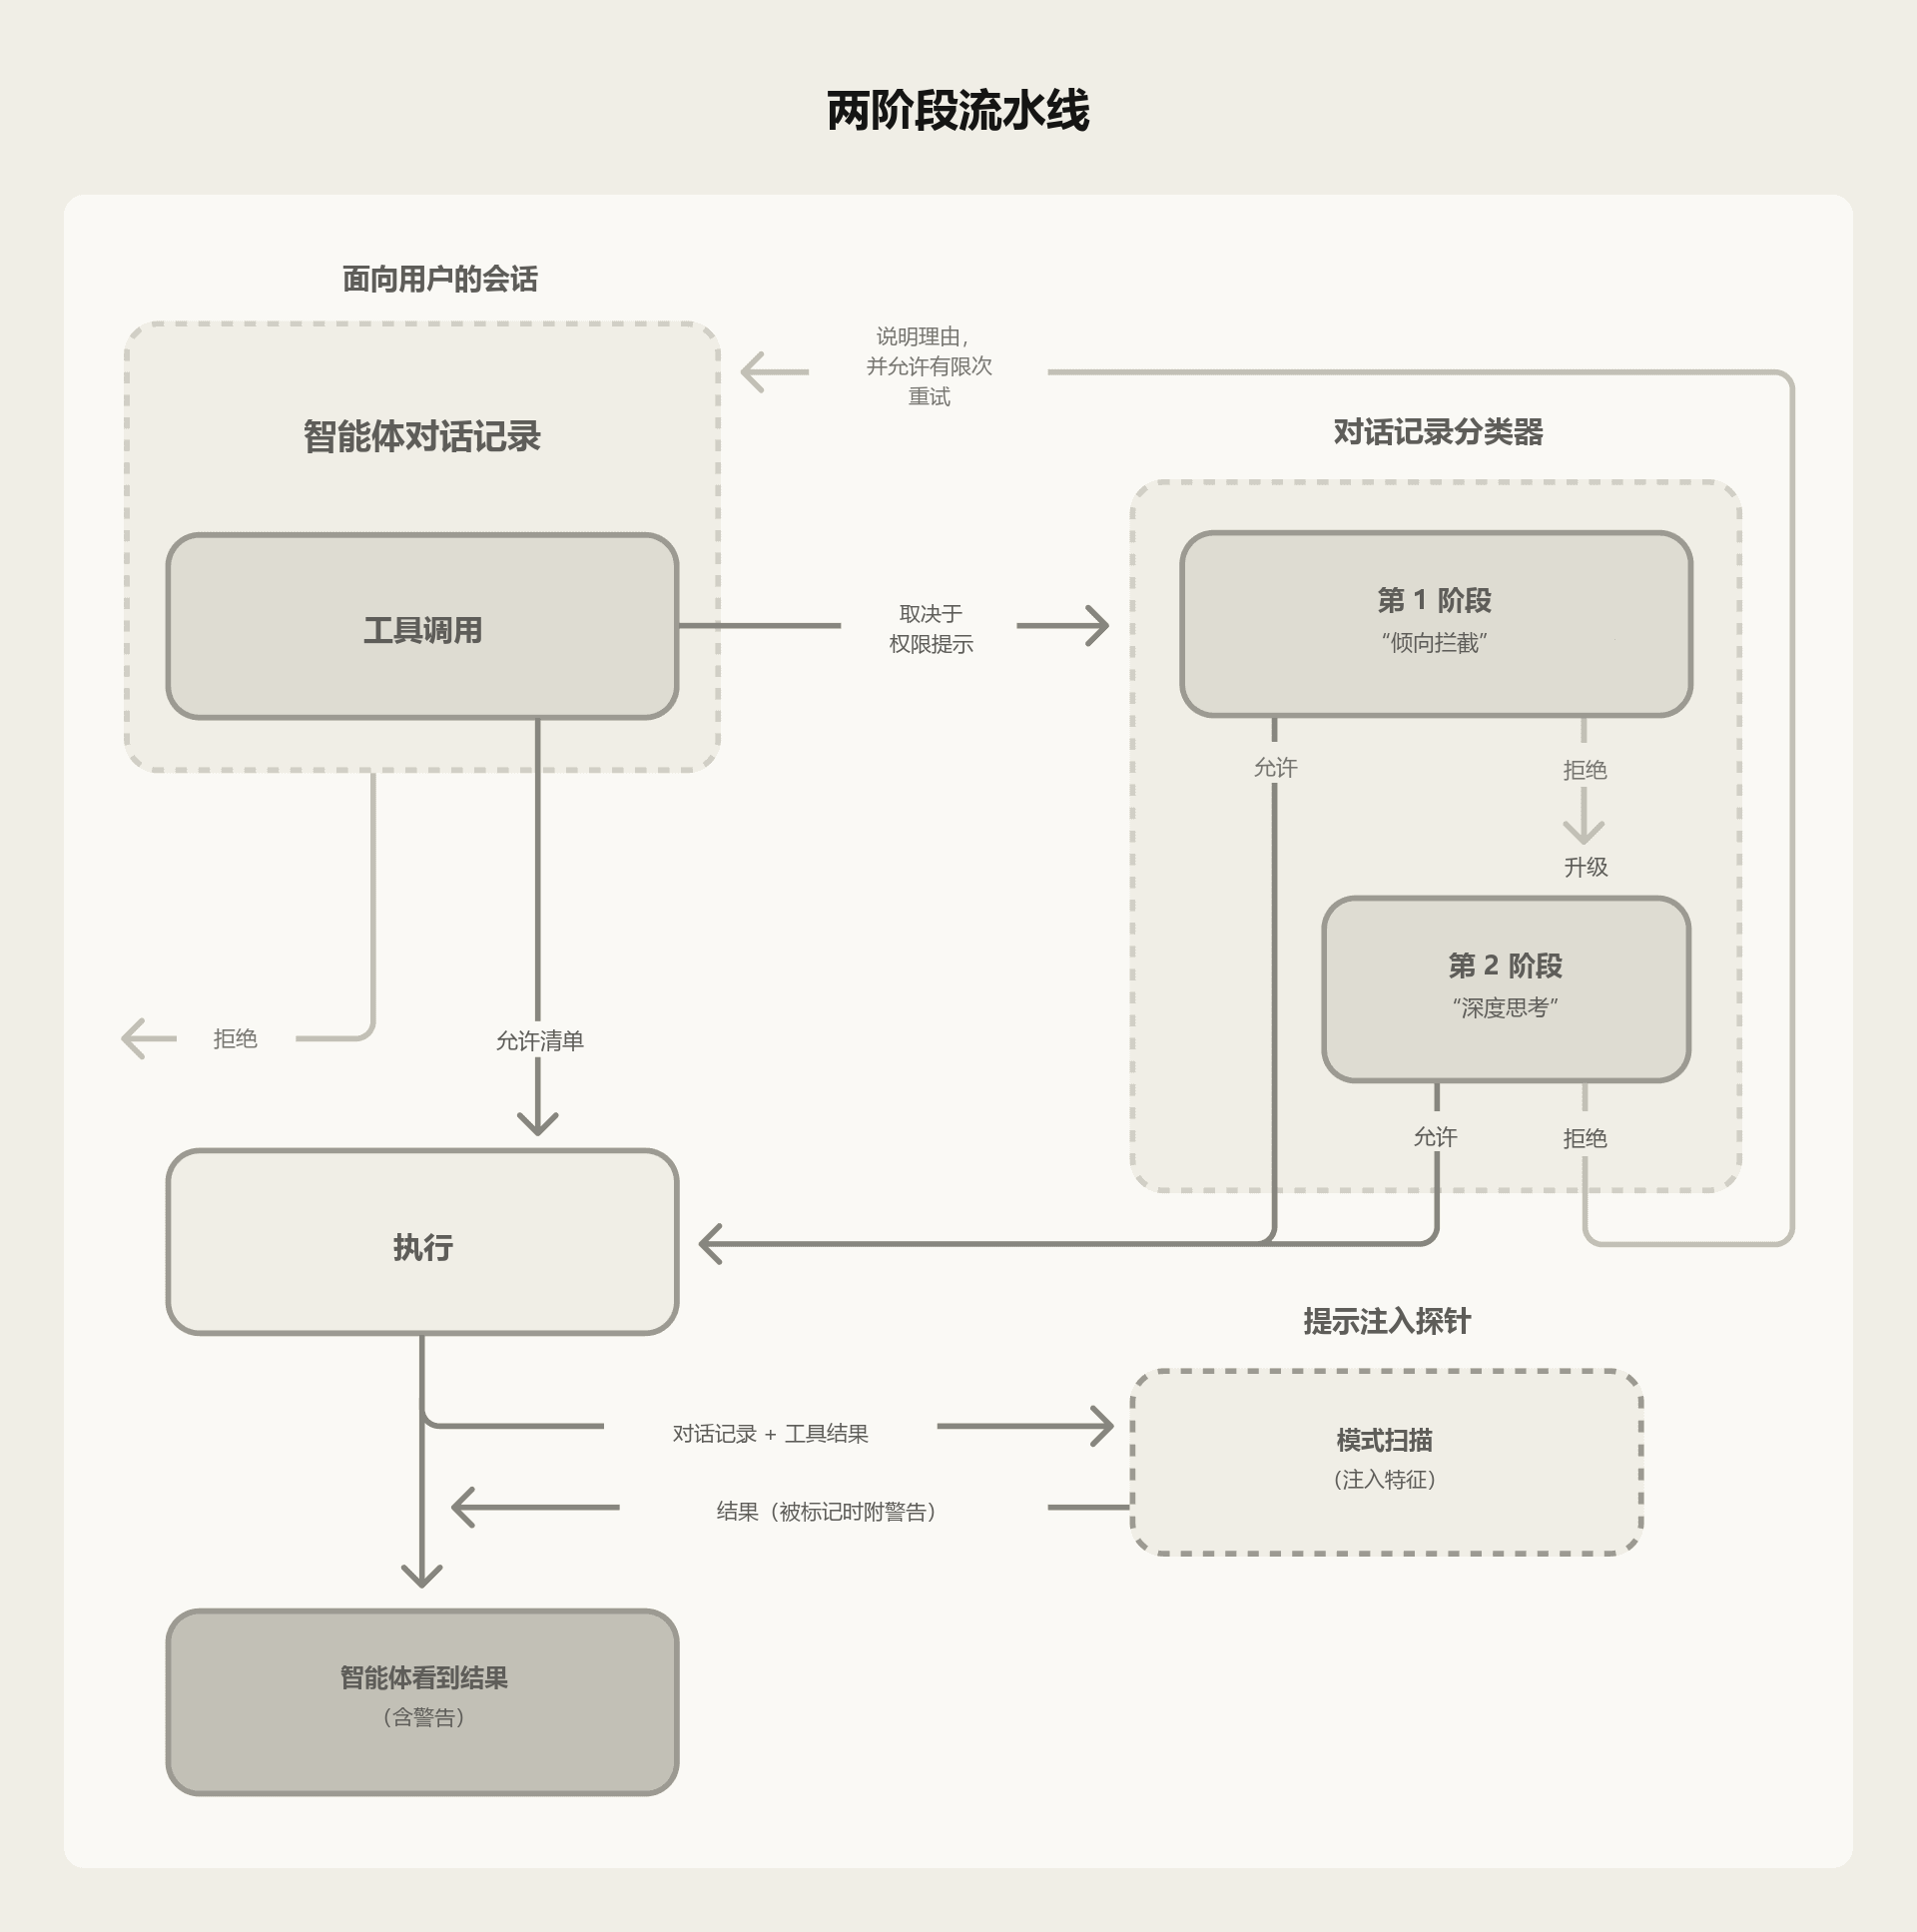 两阶段流水线
面向用户的会话
说明理由，
并允许有限次
重试
智能体对话记录
对话记录分类器
工具调用
取决于
权限提示
第 1 阶段
“倾向拦截”
允许
拒绝
升级
第 2 阶段
“深度思考”
拒绝
允许清单
允许
拒绝
执行
提示注入探针
对话记录 + 工具结果
模式扫描
（注入特征）
结果（被标记时附警告）
智能体看到结果
（含警告）